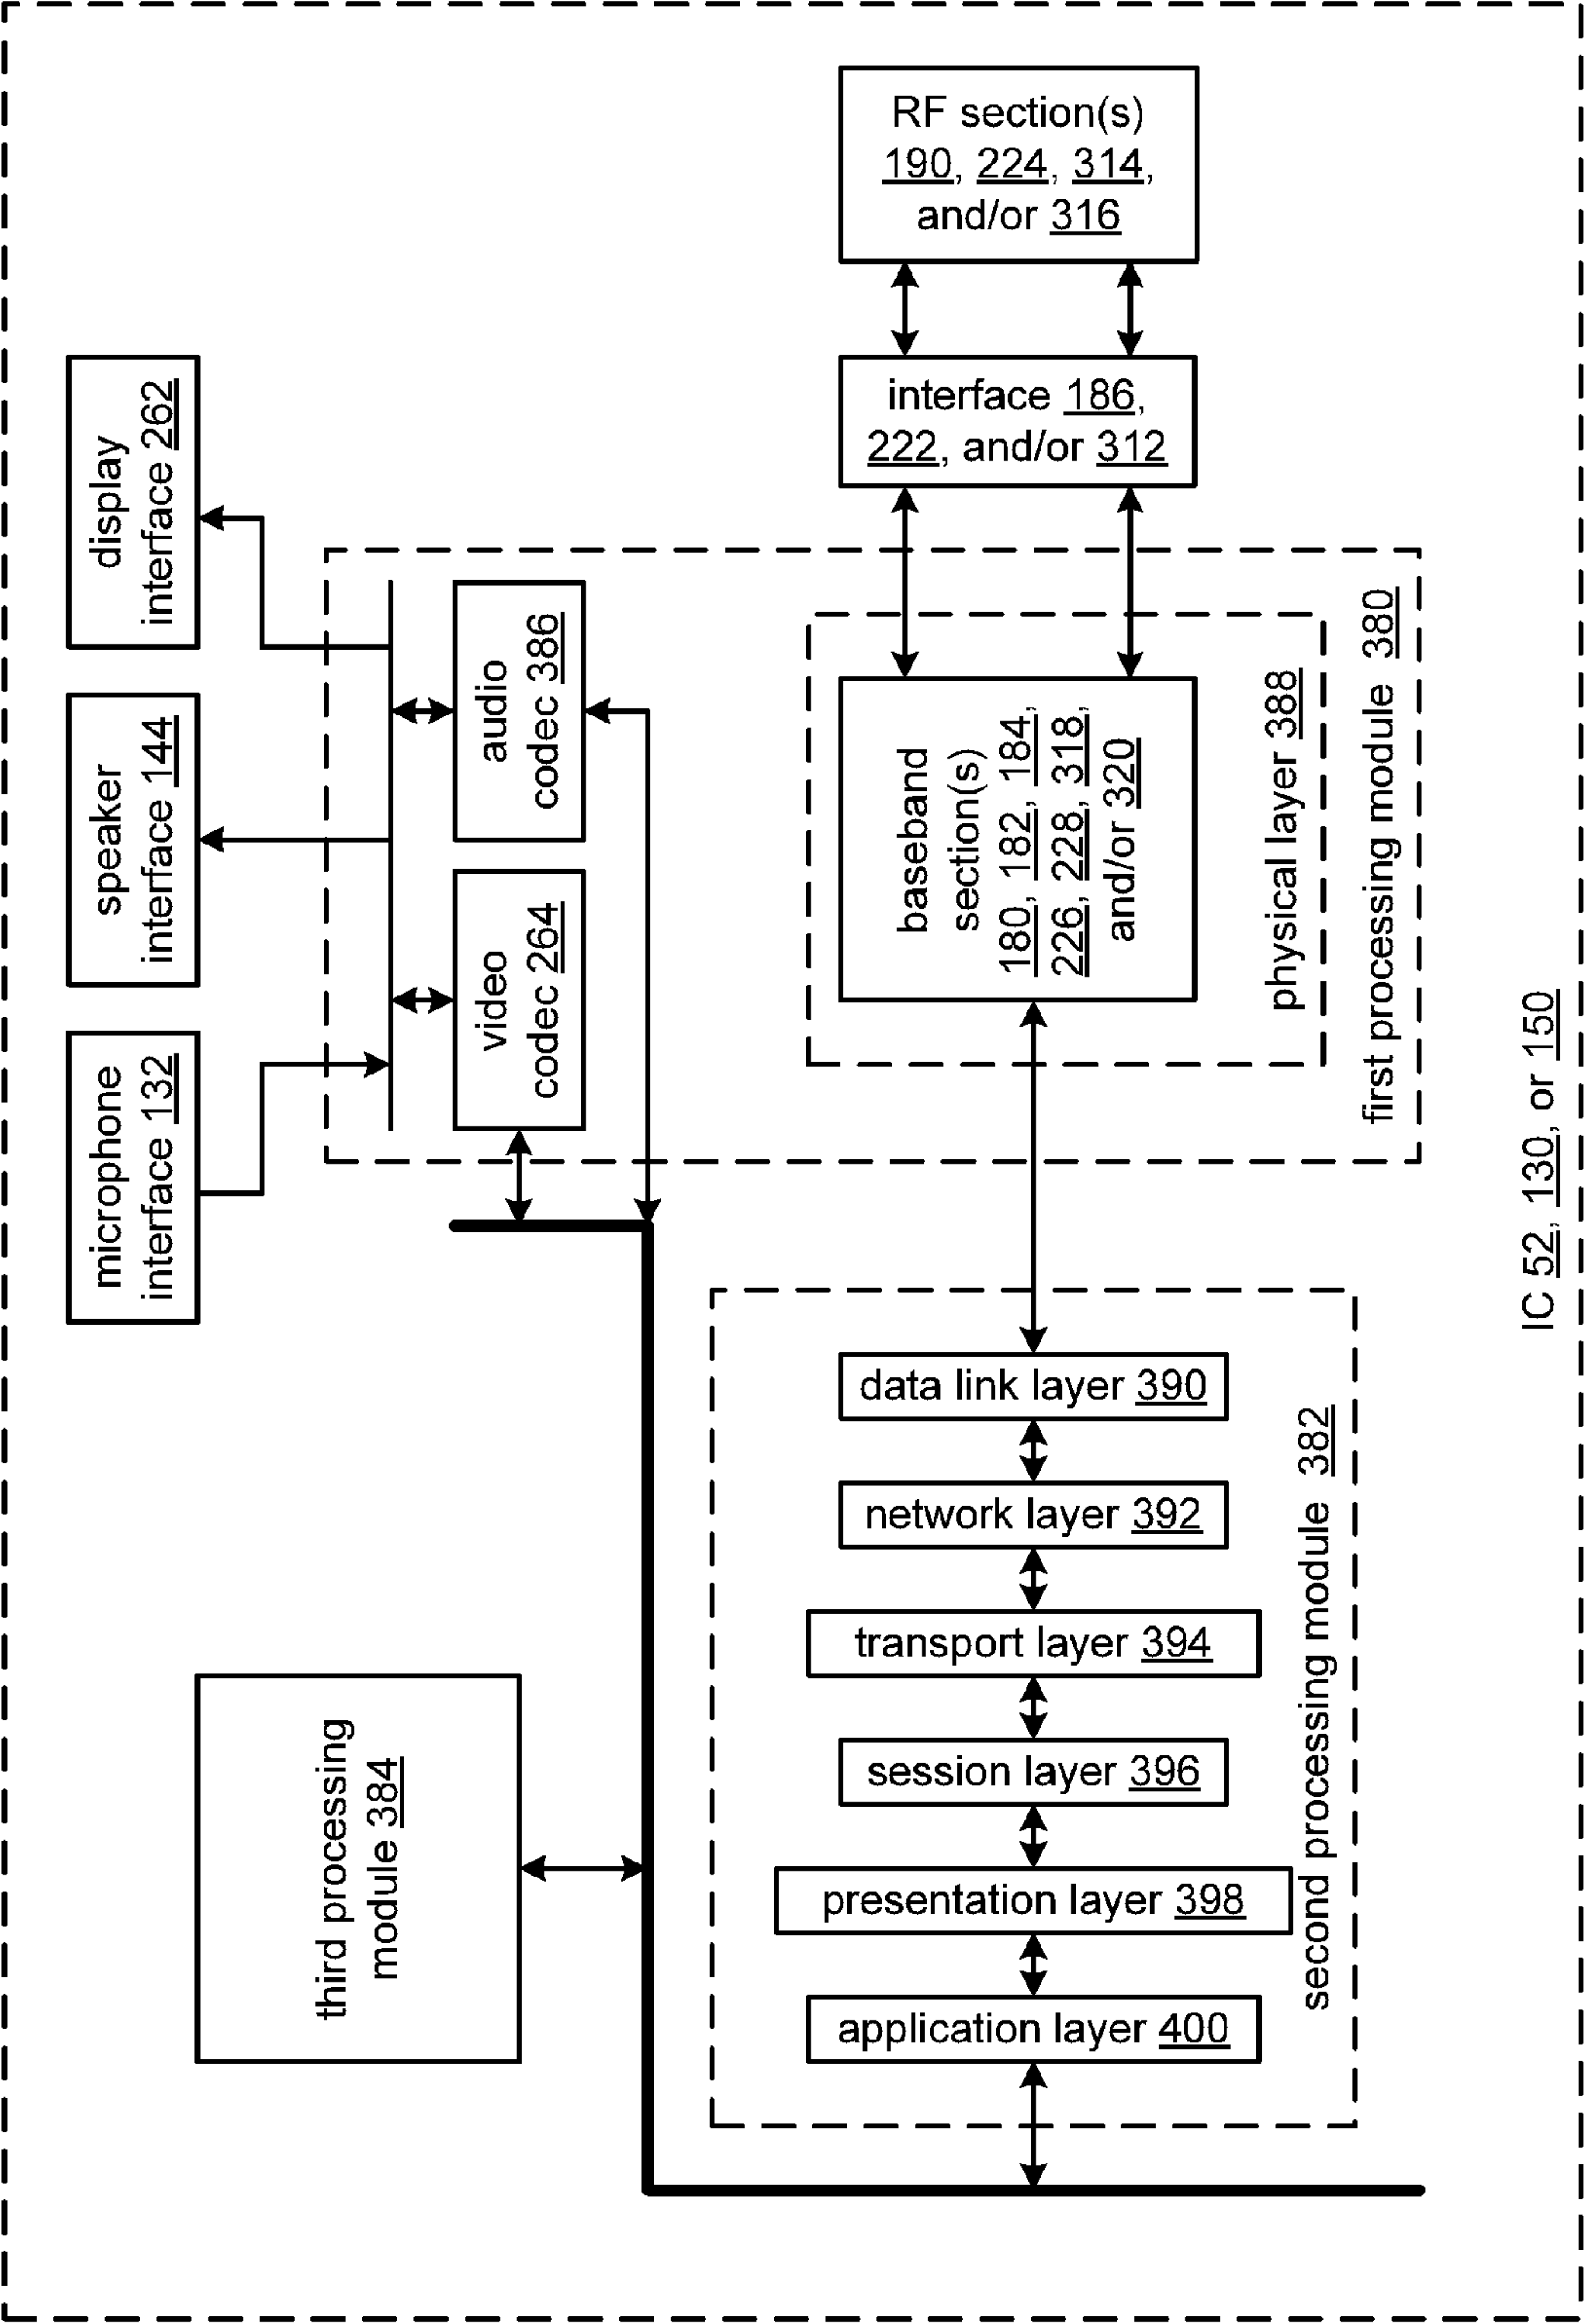 RF section(s)
190, 224, 314,
and/or 316
interface 186,
222, and/or 312
display
interface 262
speaker
interface 144
microphone
interface 132
audio
codec 386
video
codec 264
baseband
section(s)
180, 182, 184,
226, 228, 318,
and/or 320
physical layer 388
first processing module 380
data link layer 390
network layer 392
transport layer 394
session layer 396
presentation layer 398
application layer 400
second processing module 382
third processing
module 384
IC 52, 130, or 150